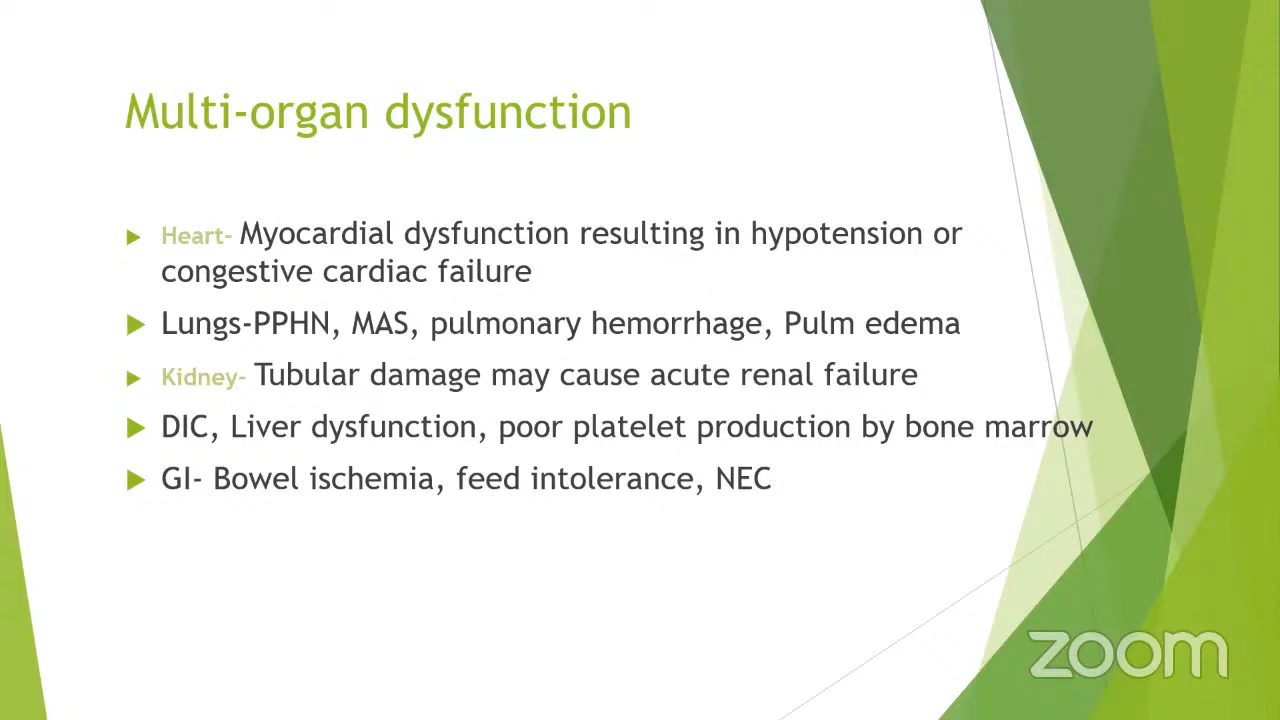 Multi-organ dysfunction
Heart- Myocardial dysfunction resulting in hypotension or
congestive cardiac failure
Lungs-PPHN, MAS, pulmonary hemorrhage, Pulm edema
Kidney- Tubular damage may cause acute renal failure
DIC, Liver dysfunction, poor platelet production by bone marrow
GI- Bowel ischemia, feed intolerance, NEC
zoom